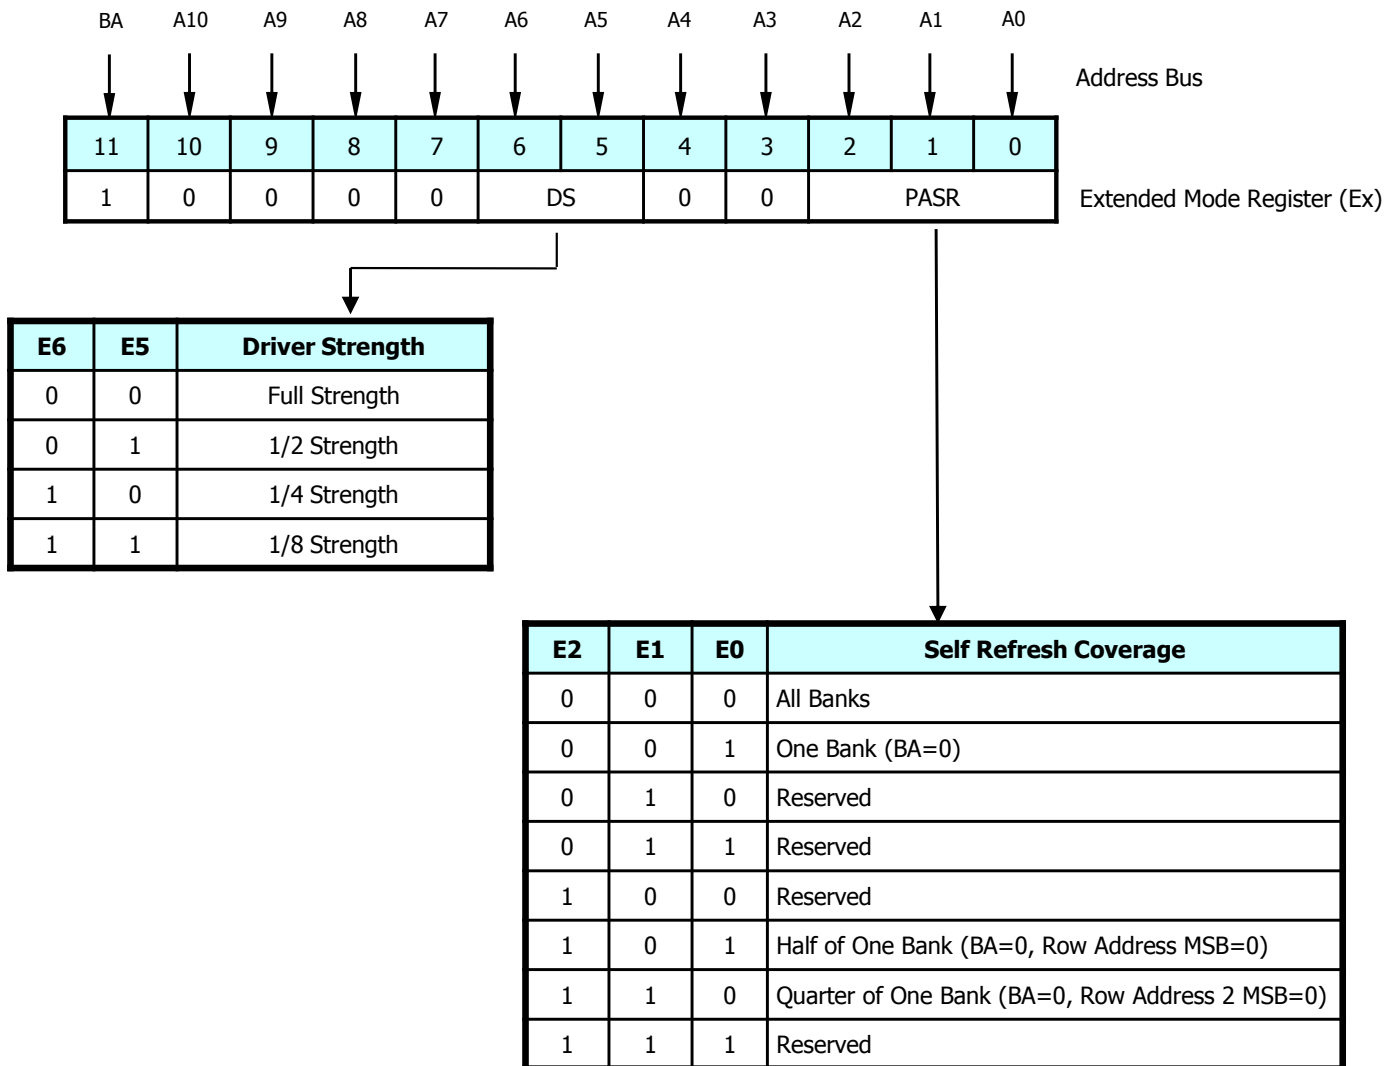 BA A10 A9 A8 A7 A6 A5 A4 A3 A2 A1 A0
Address Bus
11 10 9 8 7 6 5 4 3 2 1 0
1 0 0 0 0 DS 0 0 PASR
Extended Mode Register (Ex)
E6 E5 Driver Strength
0 0 Full Strength
0 1 1/2 Strength
1 0 1/4 Strength
1 1 1/8 Strength
E2 E1 E0 Self Refresh Coverage
0 0 0 All Banks
0 0 1 One Bank (BA=0)
0 1 0 Reserved
0 1 1 Reserved
1 0 0 Reserved
1 0 1 Half of One Bank (BA=0, Row Address MSB=0)
1 1 0 Quarter of One Bank (BA=0, Row Address 2 MSB=0)
1 1 1 Reserved